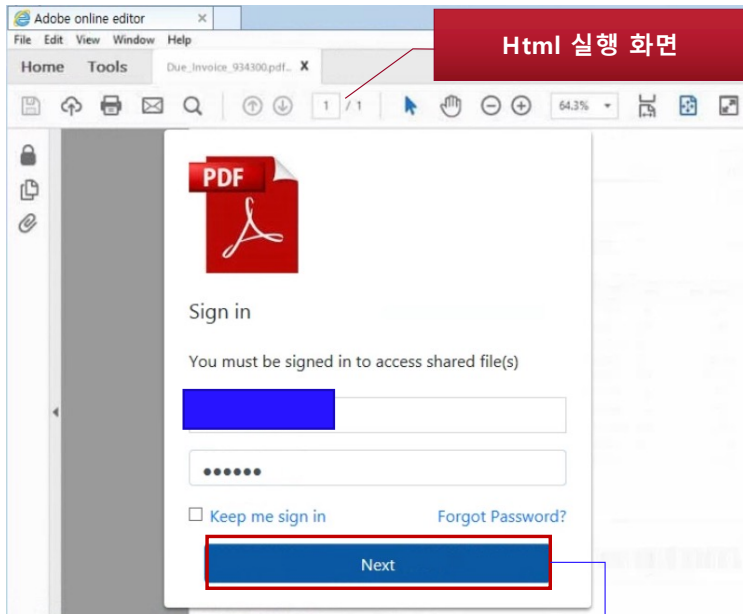 Adobe online editor
File Edit View Window Help
Html 실행 화면
Home Tools Due_Invoice_934300.pdf... X
1 / 1 64.3%
PDF
Sign in
You must be signed in to access shared file(s)
••••••
Keep me sign in Forgot Password?
Next